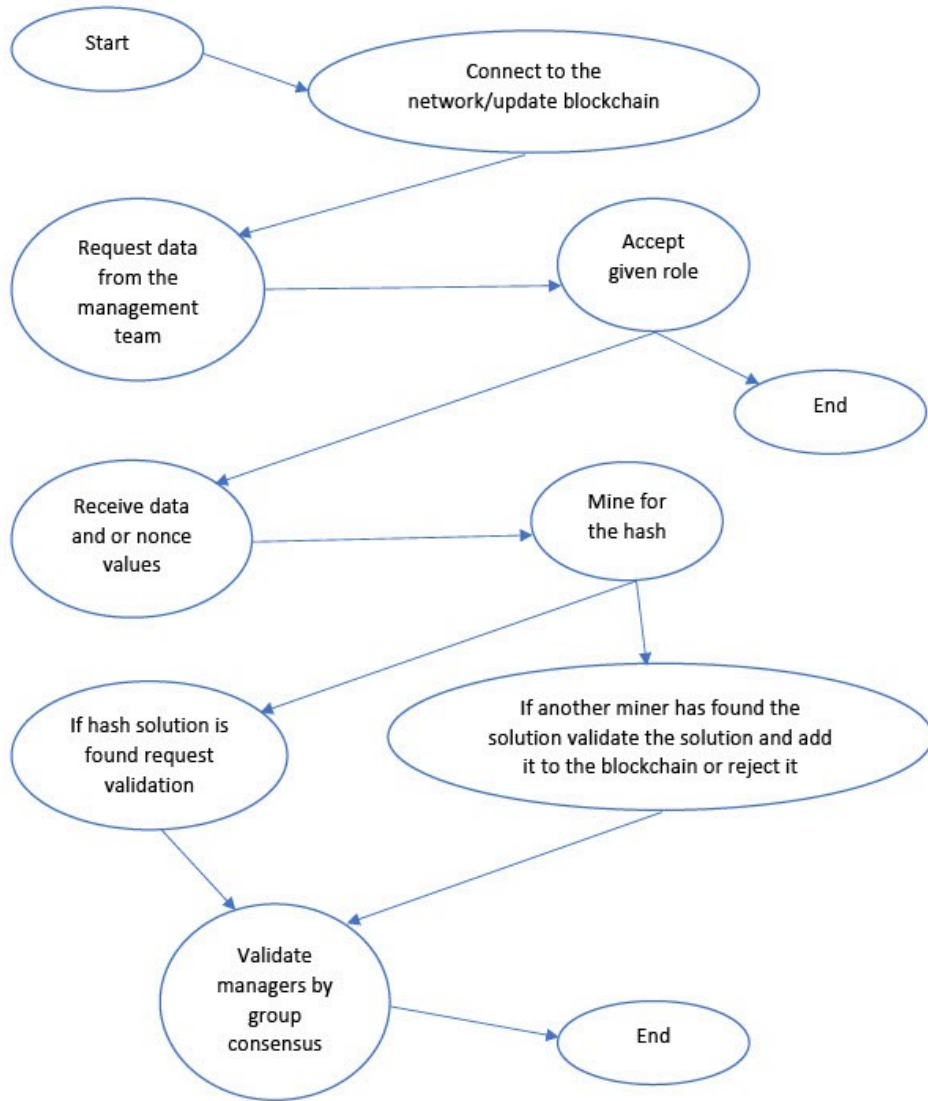 Start
Connect to the
network/update blockchain
Request data
from the
management
team
Accept
given role
End
Receive data
and or nonce
values
Mine for
the hash
If hash solution is
found request
validation
If another miner has found the
solution validate the solution and add
it to the blockchain or reject it
Validate
managers by
group
consensus
End